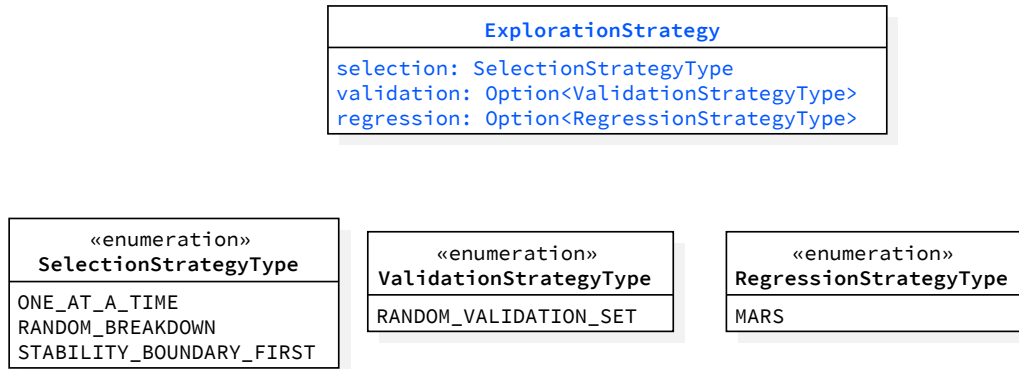 ExplorationStrategy
selection: SelectionStrategyType
validation: Option<ValidationStrategyType>
regression: Option<RegressionStrategyType>
«enumeration»
SelectionStrategyType
ONE_AT_A_TIME
RANDOM_BREAKDOWN
STABILITY_BOUNDARY_FIRST
«enumeration»
ValidationStrategyType
RANDOM_VALIDATION_SET
«enumeration»
RegressionStrategyType
MARS